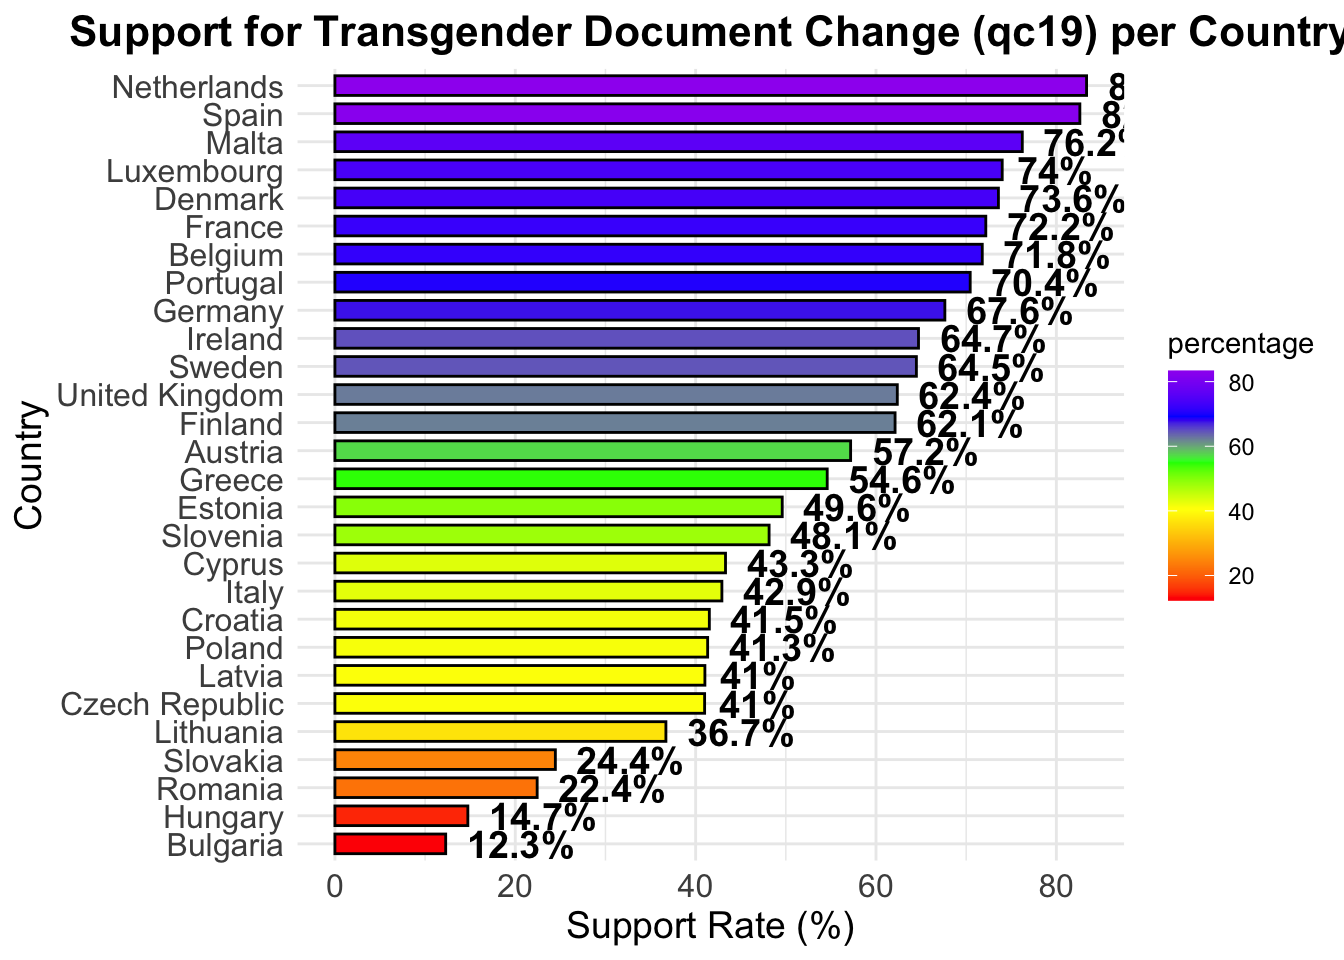 Support for Transgender Document Change (qc19) per Country
Netherlands 8
Spain 8
Malta 76.2%
Luxembourg 74%
Denmark 73.6%
France 72.2%
Belgium 71.8%
Portugal 70.4%
Germany 67.6%
Ireland 64.7%
Sweden 64.5%
United Kingdom 62.4%
Finland 62.1%
Austria 57.2%
Greece 54.6%
Estonia 49.6%
Slovenia 48.1%
Cyprus 43.3%
Italy 42.9%
Croatia 41.5%
Poland 41.3%
Latvia 41%
Czech Republic 41%
Lithuania 36.7%
Slovakia 24.4%
Romania 22.4%
Hungary 14.7%
Bulgaria 12.3%
0 20 40 60 80
Support Rate (%)
Country
percentage
80
60
40
20